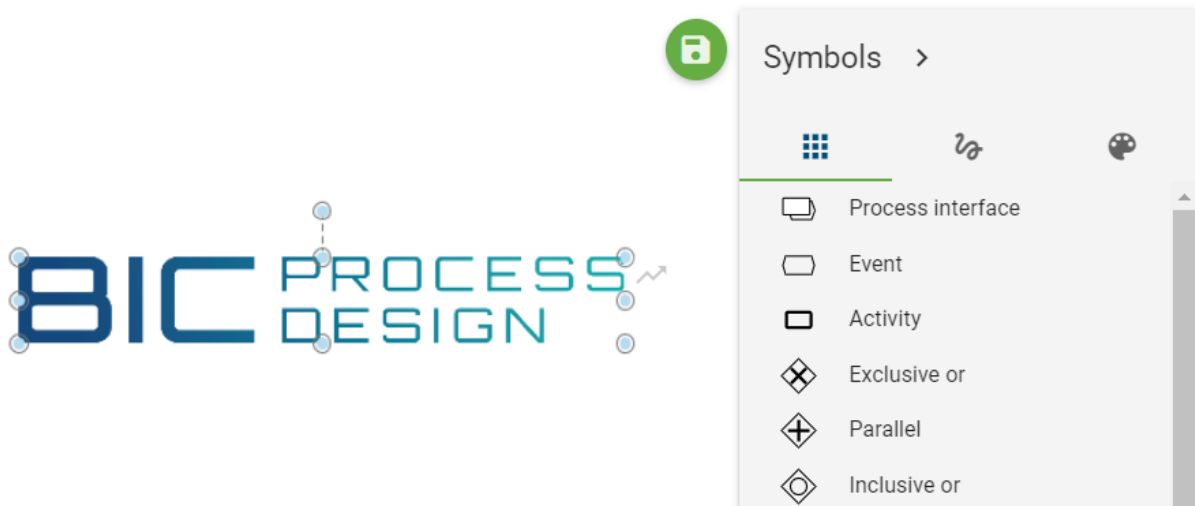 Symbols
BIC PROCESS
DESIGN
Process interface
Event
Activity
Exclusive or
Parallel
Inclusive or